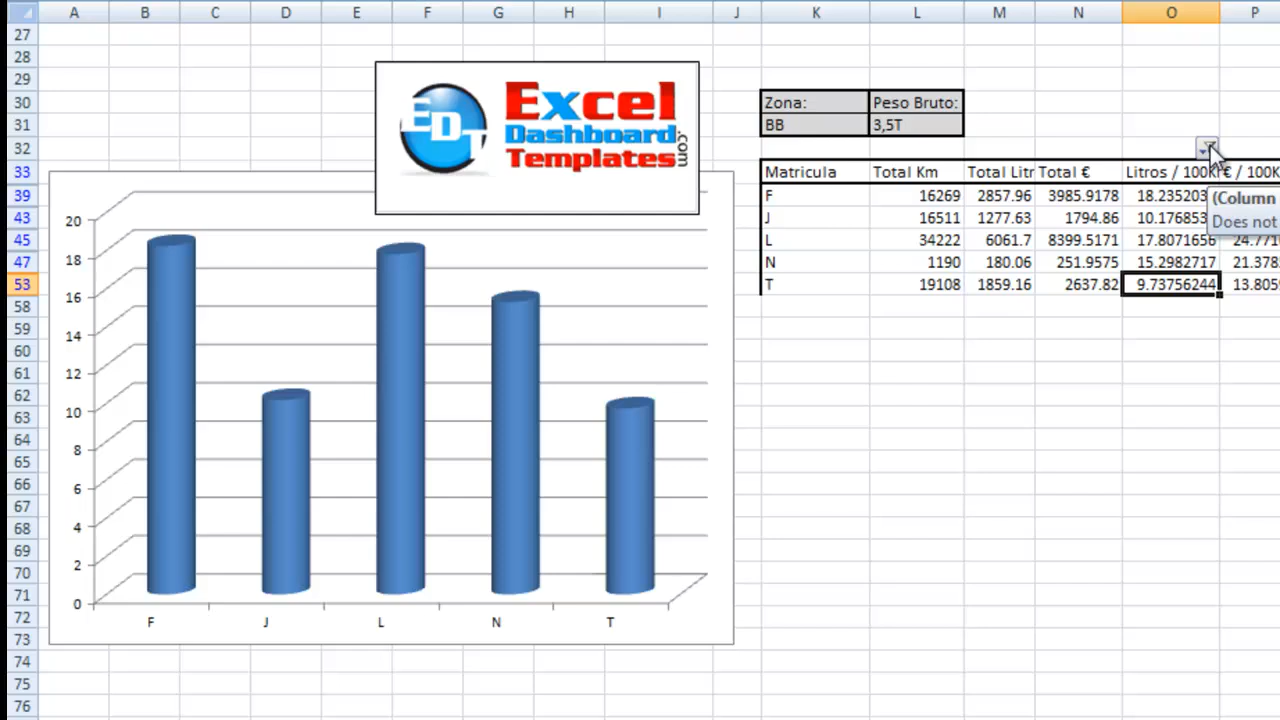 A B C D E F G H I J K L M N O P
27
28
29
30 Zona: Peso Bruto:
31 BB 3,5T
32
33 Matricula Total Km Total Litr Total € Litros / 100K € / 100K
39 F 16269 2857.96 3985.9178 18.235203
43 J 16511 1277.63 1794.86 10.176853
45 L 34222 6061.7 8399.5171 17.8071656 24.771
47 N 1190 180.06 251.9575 15.2982717 21.378
53 T 19108 1859.16 2637.82 9.73756244 13.805
58
59
60
61
62
63
64
65
66
67
68
69
70
71
72
73
74
75
76
EDT
Excel
Dashboard
Templates
.com
(Column
Does not
20
18
16
14
12
10
8
6
4
2
0
F J L N T